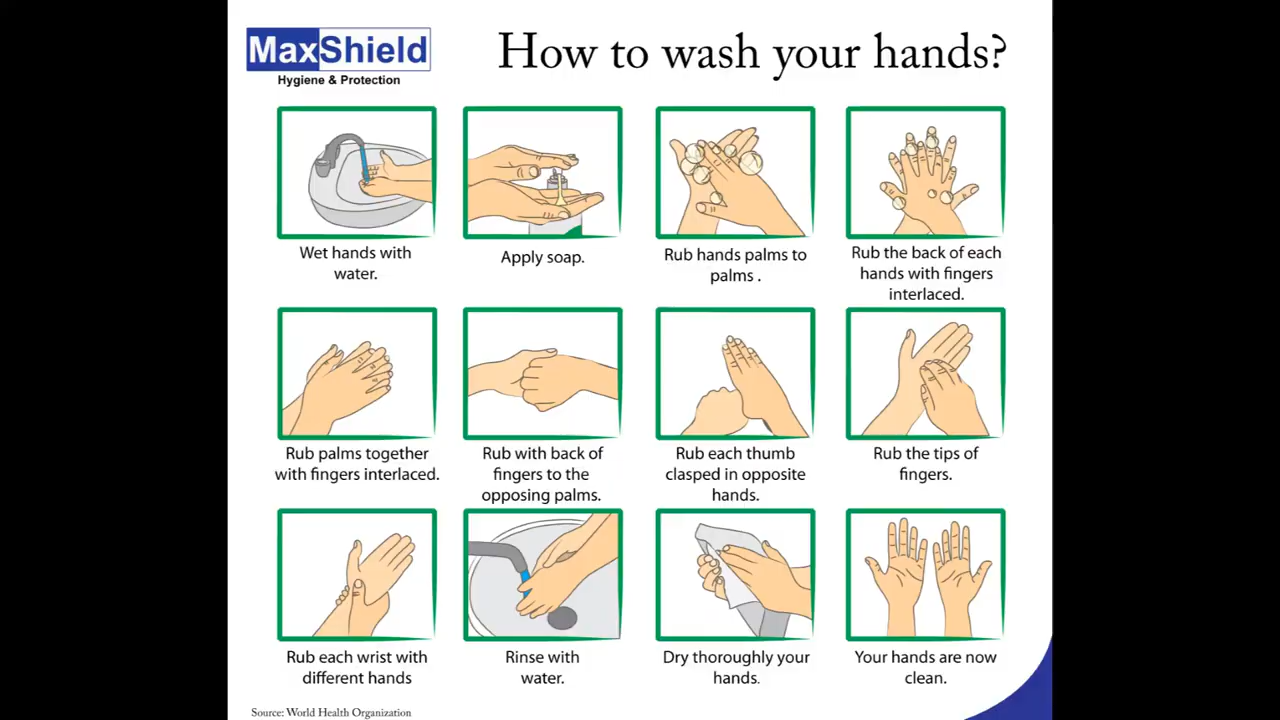 MaxShield
Hygiene & Protection
How to wash your hands?
Wet hands with
water.
Apply soap.
Rub hands palms to
palms .
Rub the back of each
hands with fingers
interlaced.
Rub palms together
with fingers interlaced.
Rub with back of
fingers to the
opposing palms.
Rub each thumb
clasped in opposite
hands.
Rub the tips of
fingers.
Rub each wrist with
different hands
Rinse with
water.
Dry thoroughly your
hands.
Your hands are now
clean.
Source: World Health Organization